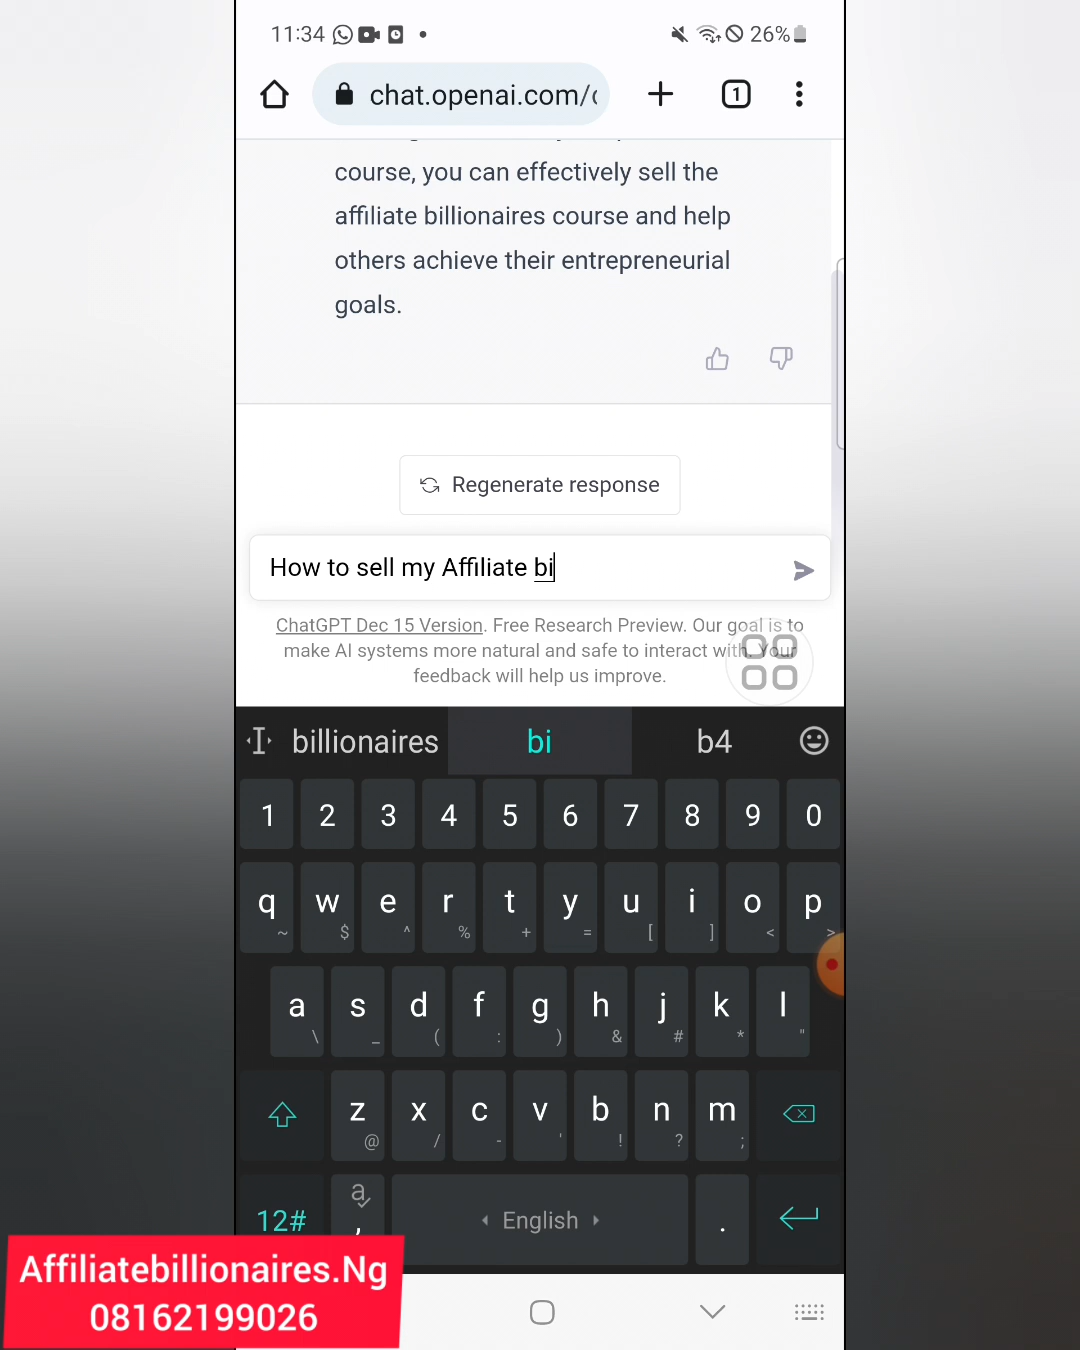 11:34
26%
chat.openai.com/c
1
course, you can effectively sell the
affiliate billionaires course and help
others achieve their entrepreneurial
goals.
Regenerate response
How to sell my Affiliate bi
ChatGPT Dec 15 Version. Free Research Preview. Our goal is to
make AI systems more natural and safe to interact with. Your
feedback will help us improve.
billionaires bi b4
1 2 3 4 5 6 7 8 9 0
q w e r t y u i o p
~ $ ^ % + = [ ] < >
a s d f g h j k l
\ _ ( : ) & # * "
z x c v b n m
@ / - ' ! ? ;
12# a , English .
Affiliatebillionaires.Ng
08162199026